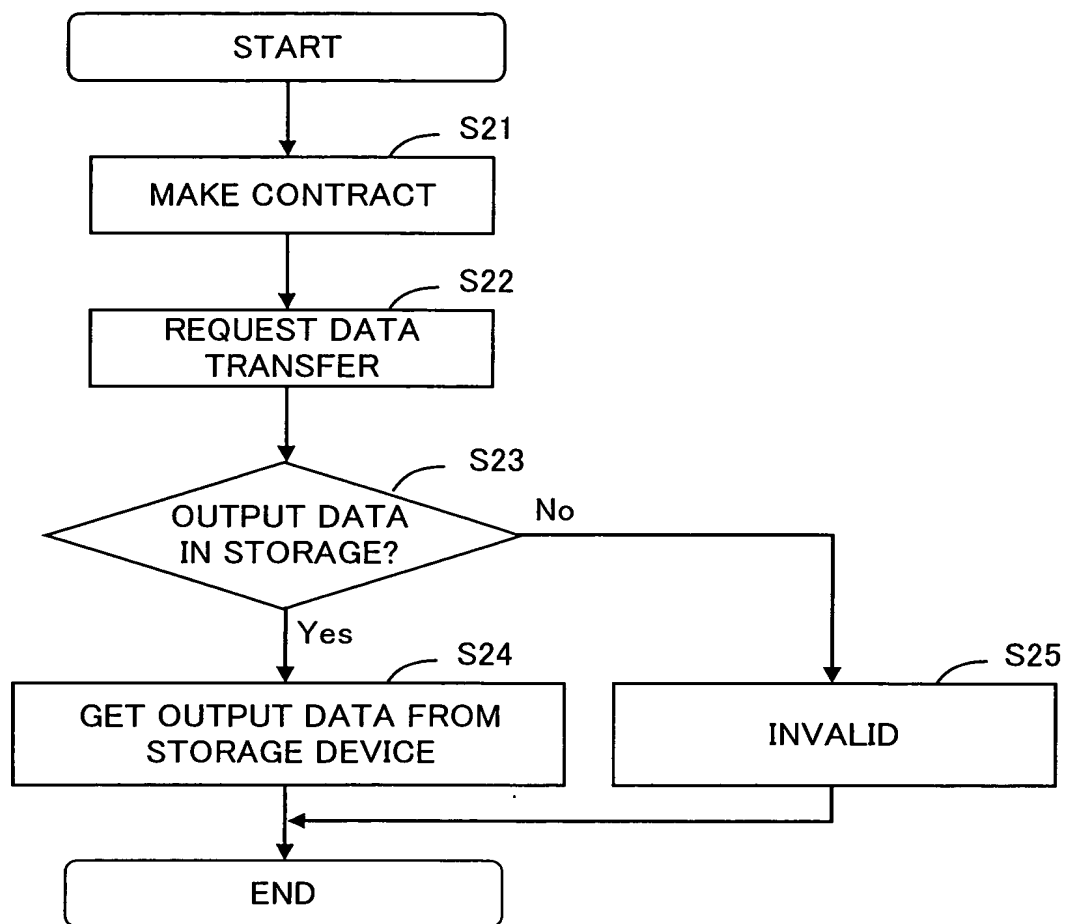 START
S21
MAKE CONTRACT
S22
REQUEST DATA
TRANSFER
S23
OUTPUT DATA
IN STORAGE?
No
Yes
S24
GET OUTPUT DATA FROM
STORAGE DEVICE
S25
INVALID
END